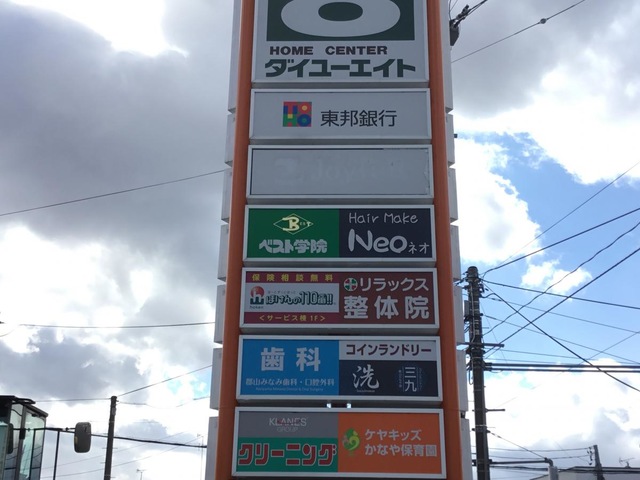 8
HOME CENTER
ダイユーエイト
TOHO
東邦銀行
BEST
ベスト学院
Hair Make
Neo ネオ
保険相談無料
ほけんの110番!!
<サービス棟1F>
リラックス
整体院
歯科
郡山みなみ歯科・口腔外科
コインランドリー
洗 三九
KLANCS
GROUP
クリーニング
ケヤキッズ
かなや保育園